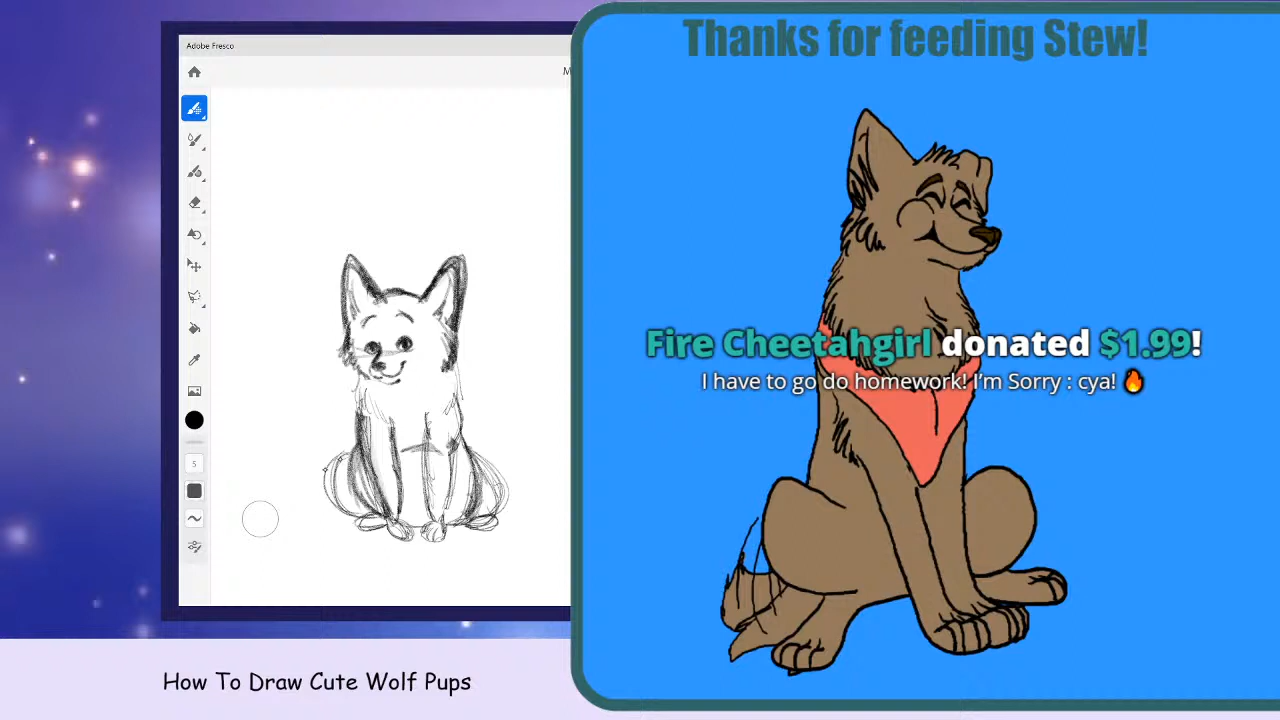 Adobe Fresco
M
5
How To Draw Cute Wolf Pups
Thanks for feeding Stew!
Fire Cheetahgirl donated $1.99!
I have to go do homework! I'm Sorry : cya! 🔥